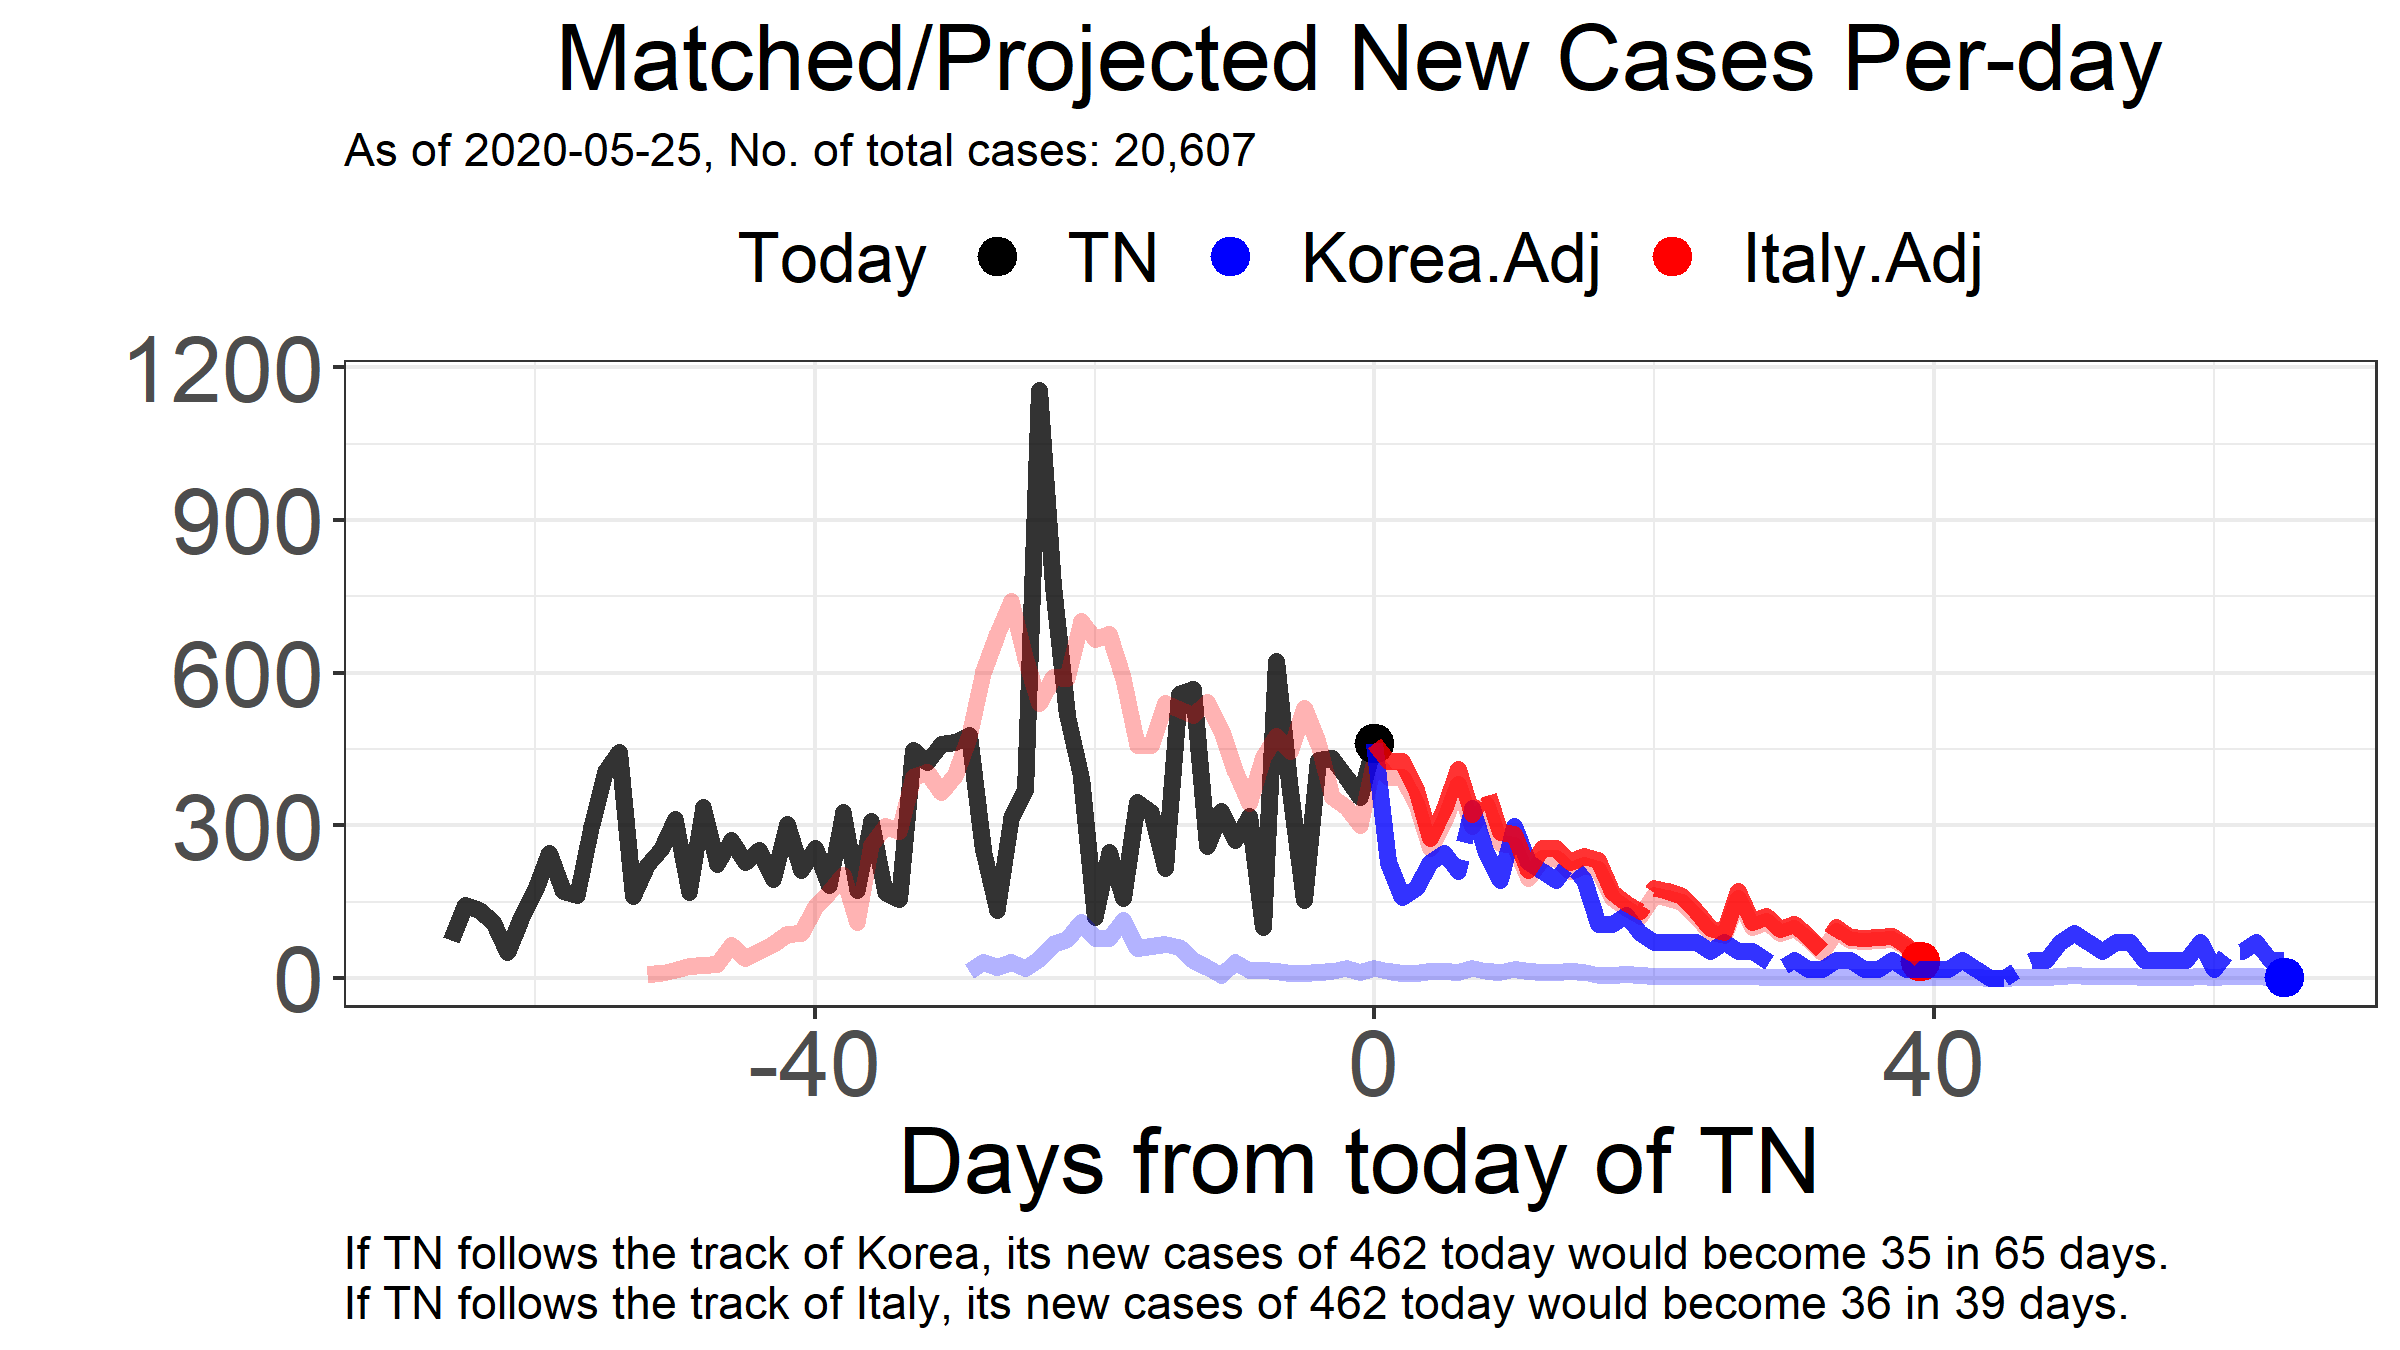 Matched/Projected New Cases Per-day
As of 2020-05-25, No. of total cases: 20,607
Today TN Korea.Adj Italy.Adj
1200
900
600
300
0
-40 0 40
Days from today of TN
If TN follows the track of Korea, its new cases of 462 today would become 35 in 65 days.
If TN follows the track of Italy, its new cases of 462 today would become 36 in 39 days.